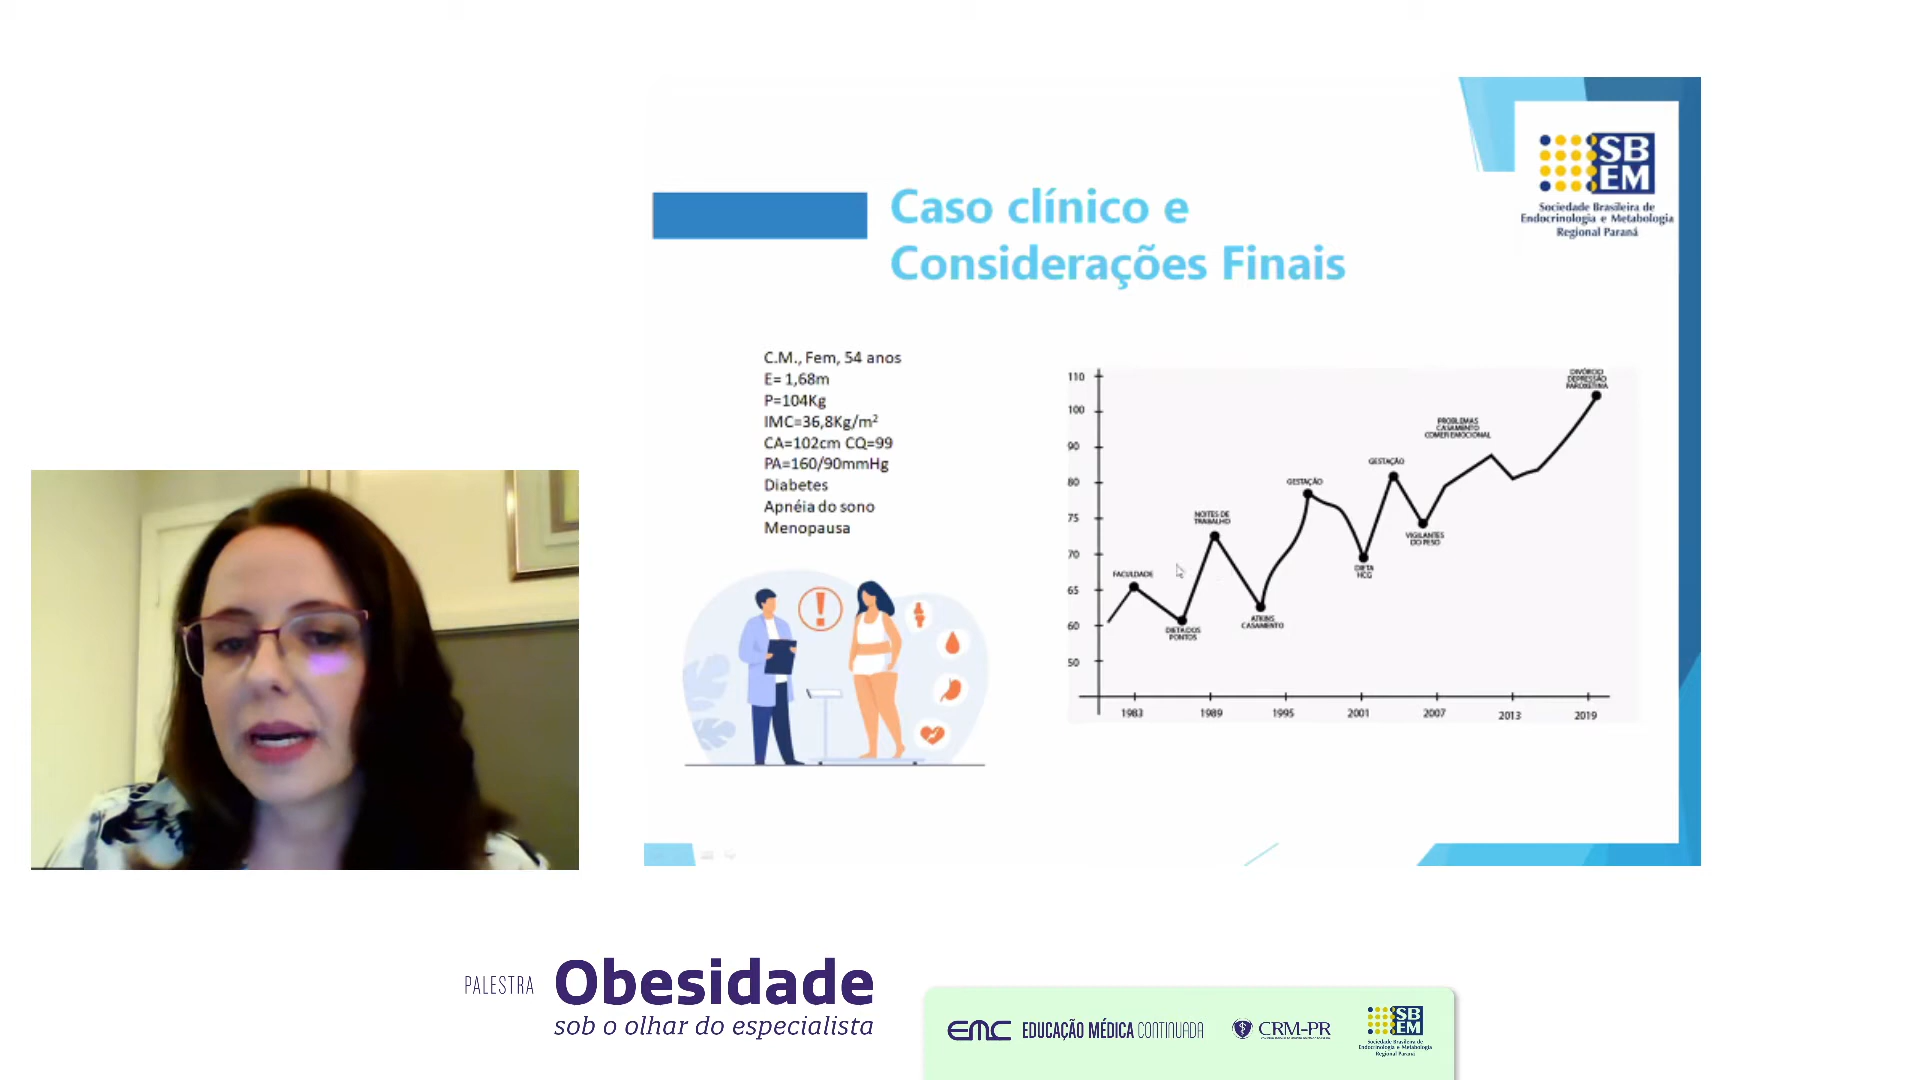 SB
EM
Sociedade Brasileira de
Endocrinologia e Metabologia
Regional Paraná
Caso clínico e
Considerações Finais
C.M., Fem, 54 anos
E= 1,68m
P=104Kg
IMC=36,8Kg/m²
CA=102cm CQ=99
PA=160/90mmHg
Diabetes
Apnéia do sono
Menopausa
110
100
90
80
75
70
65
60
50
FACULDADE
DIETA DOS
PONTOS
NOITES DE
TRABALHO
ATKINS
CASAMENTO
GESTAÇÃO
DIETA
HCG
GESTAÇÃO
VIGILANTES
DO PESO
PROBLEMAS
CASAMENTO
COMER EMOCIONAL
DIVÓRCIO
DEPRESSÃO
PAROXETINA
1983
1989
1995
2001
2007
2013
2019
PALESTRA
Obesidade
sob o olhar do especialista
EMC EDUCAÇÃO MÉDICA CONTINUADA
CRM-PR
SB
EM
Sociedade Brasileira de
Endocrinologia e Metabologia
Regional Paraná